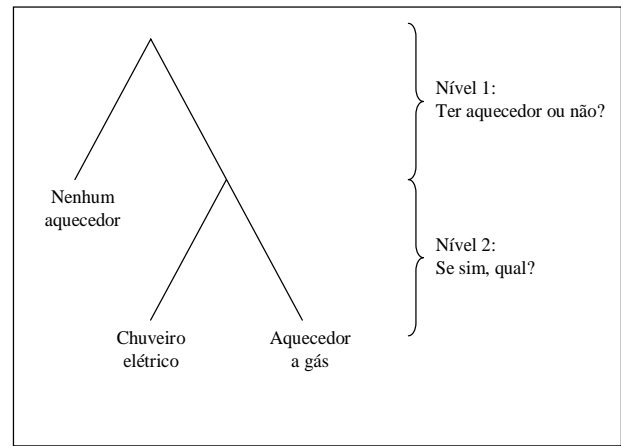 Nível 1:
Ter aquecedor ou não?
Nenhum
aquecedor
Nível 2:
Se sim, qual?
Chuveiro
elétrico
Aquecedor
a gás